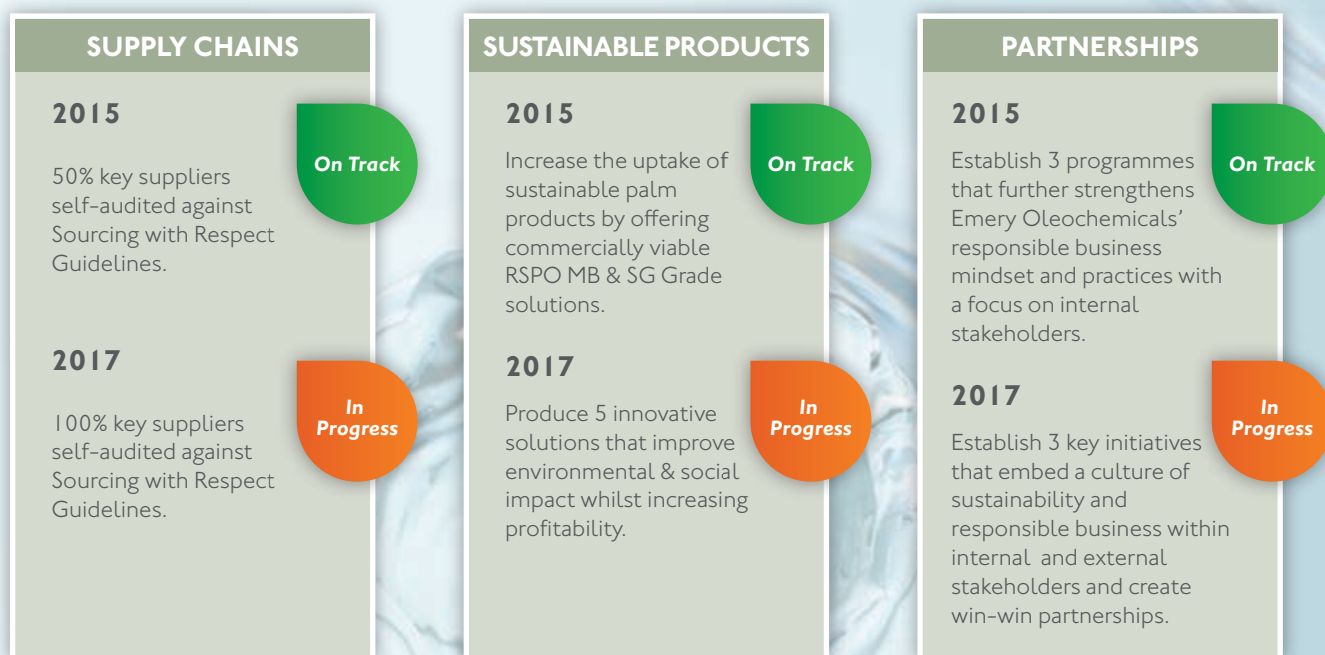 SUPPLY CHAINS
2015
On Track
50% key suppliers
self-audited against
Sourcing with Respect
Guidelines.
2017
In
Progress
100% key suppliers
self-audited against
Sourcing with Respect
Guidelines.
SUSTAINABLE PRODUCTS
2015
On Track
Increase the uptake of
sustainable palm
products by offering
commercially viable
RSPO MB & SG Grade
solutions.
2017
In
Progress
Produce 5 innovative
solutions that improve
environmental & social
impact whilst increasing
profitability.
PARTNERSHIPS
2015
On Track
Establish 3 programmes
that further strengthens
Emery Oleochemicals’
responsible business
mindset and practices with
a focus on internal
stakeholders.
2017
In
Progress
Establish 3 key initiatives
that embed a culture of
sustainability and
responsible business within
internal and external
stakeholders and create
win-win partnerships.